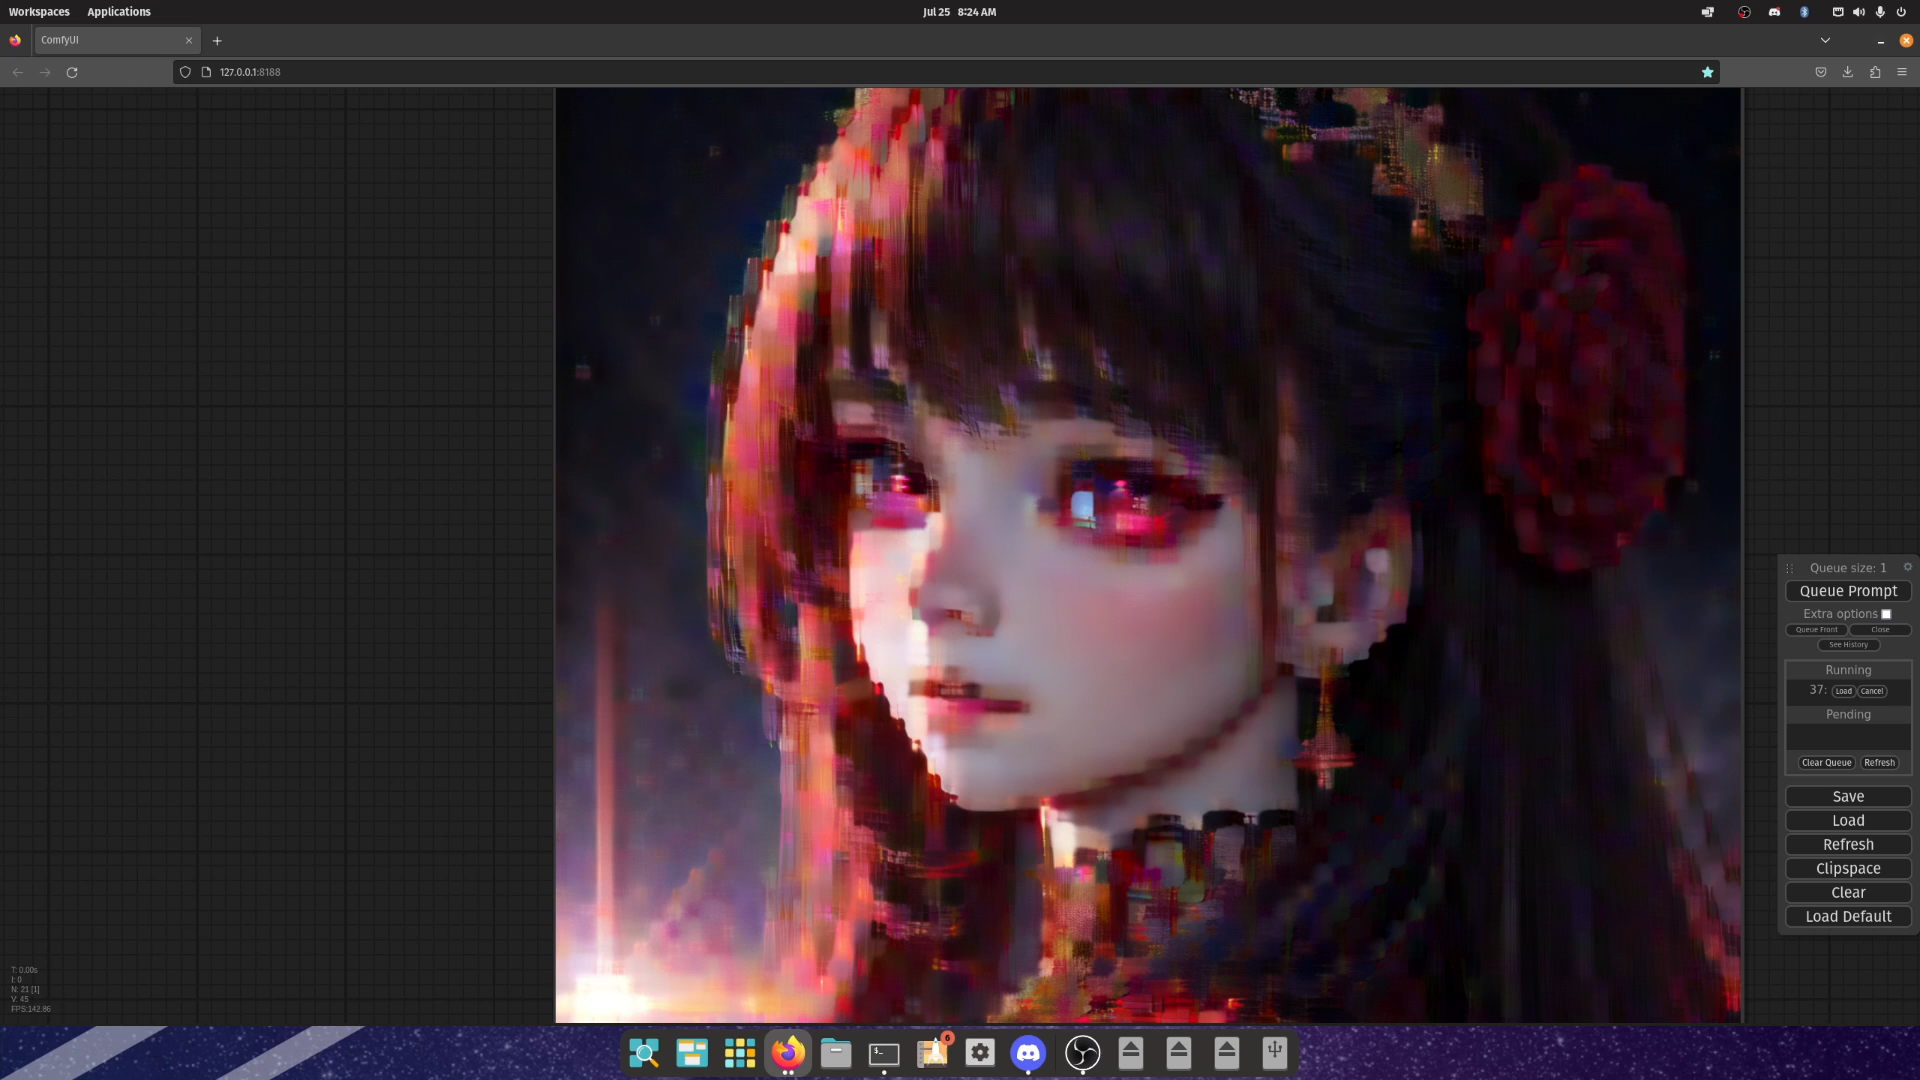 Workspaces Applications Jul 25 8:24 AM
ComfyUI
127.0.0.1:8188
Queue size: 1
Queue Prompt
Extra options
Queue Front Close
See History
Running
37: Load Cancel
Pending
Clear Queue Refresh
Save
Load
Refresh
Clipspace
Clear
Load Default
T: 0.00s
I: 0
N: 21 [1]
V: 45
FPS:142.86
6
$_